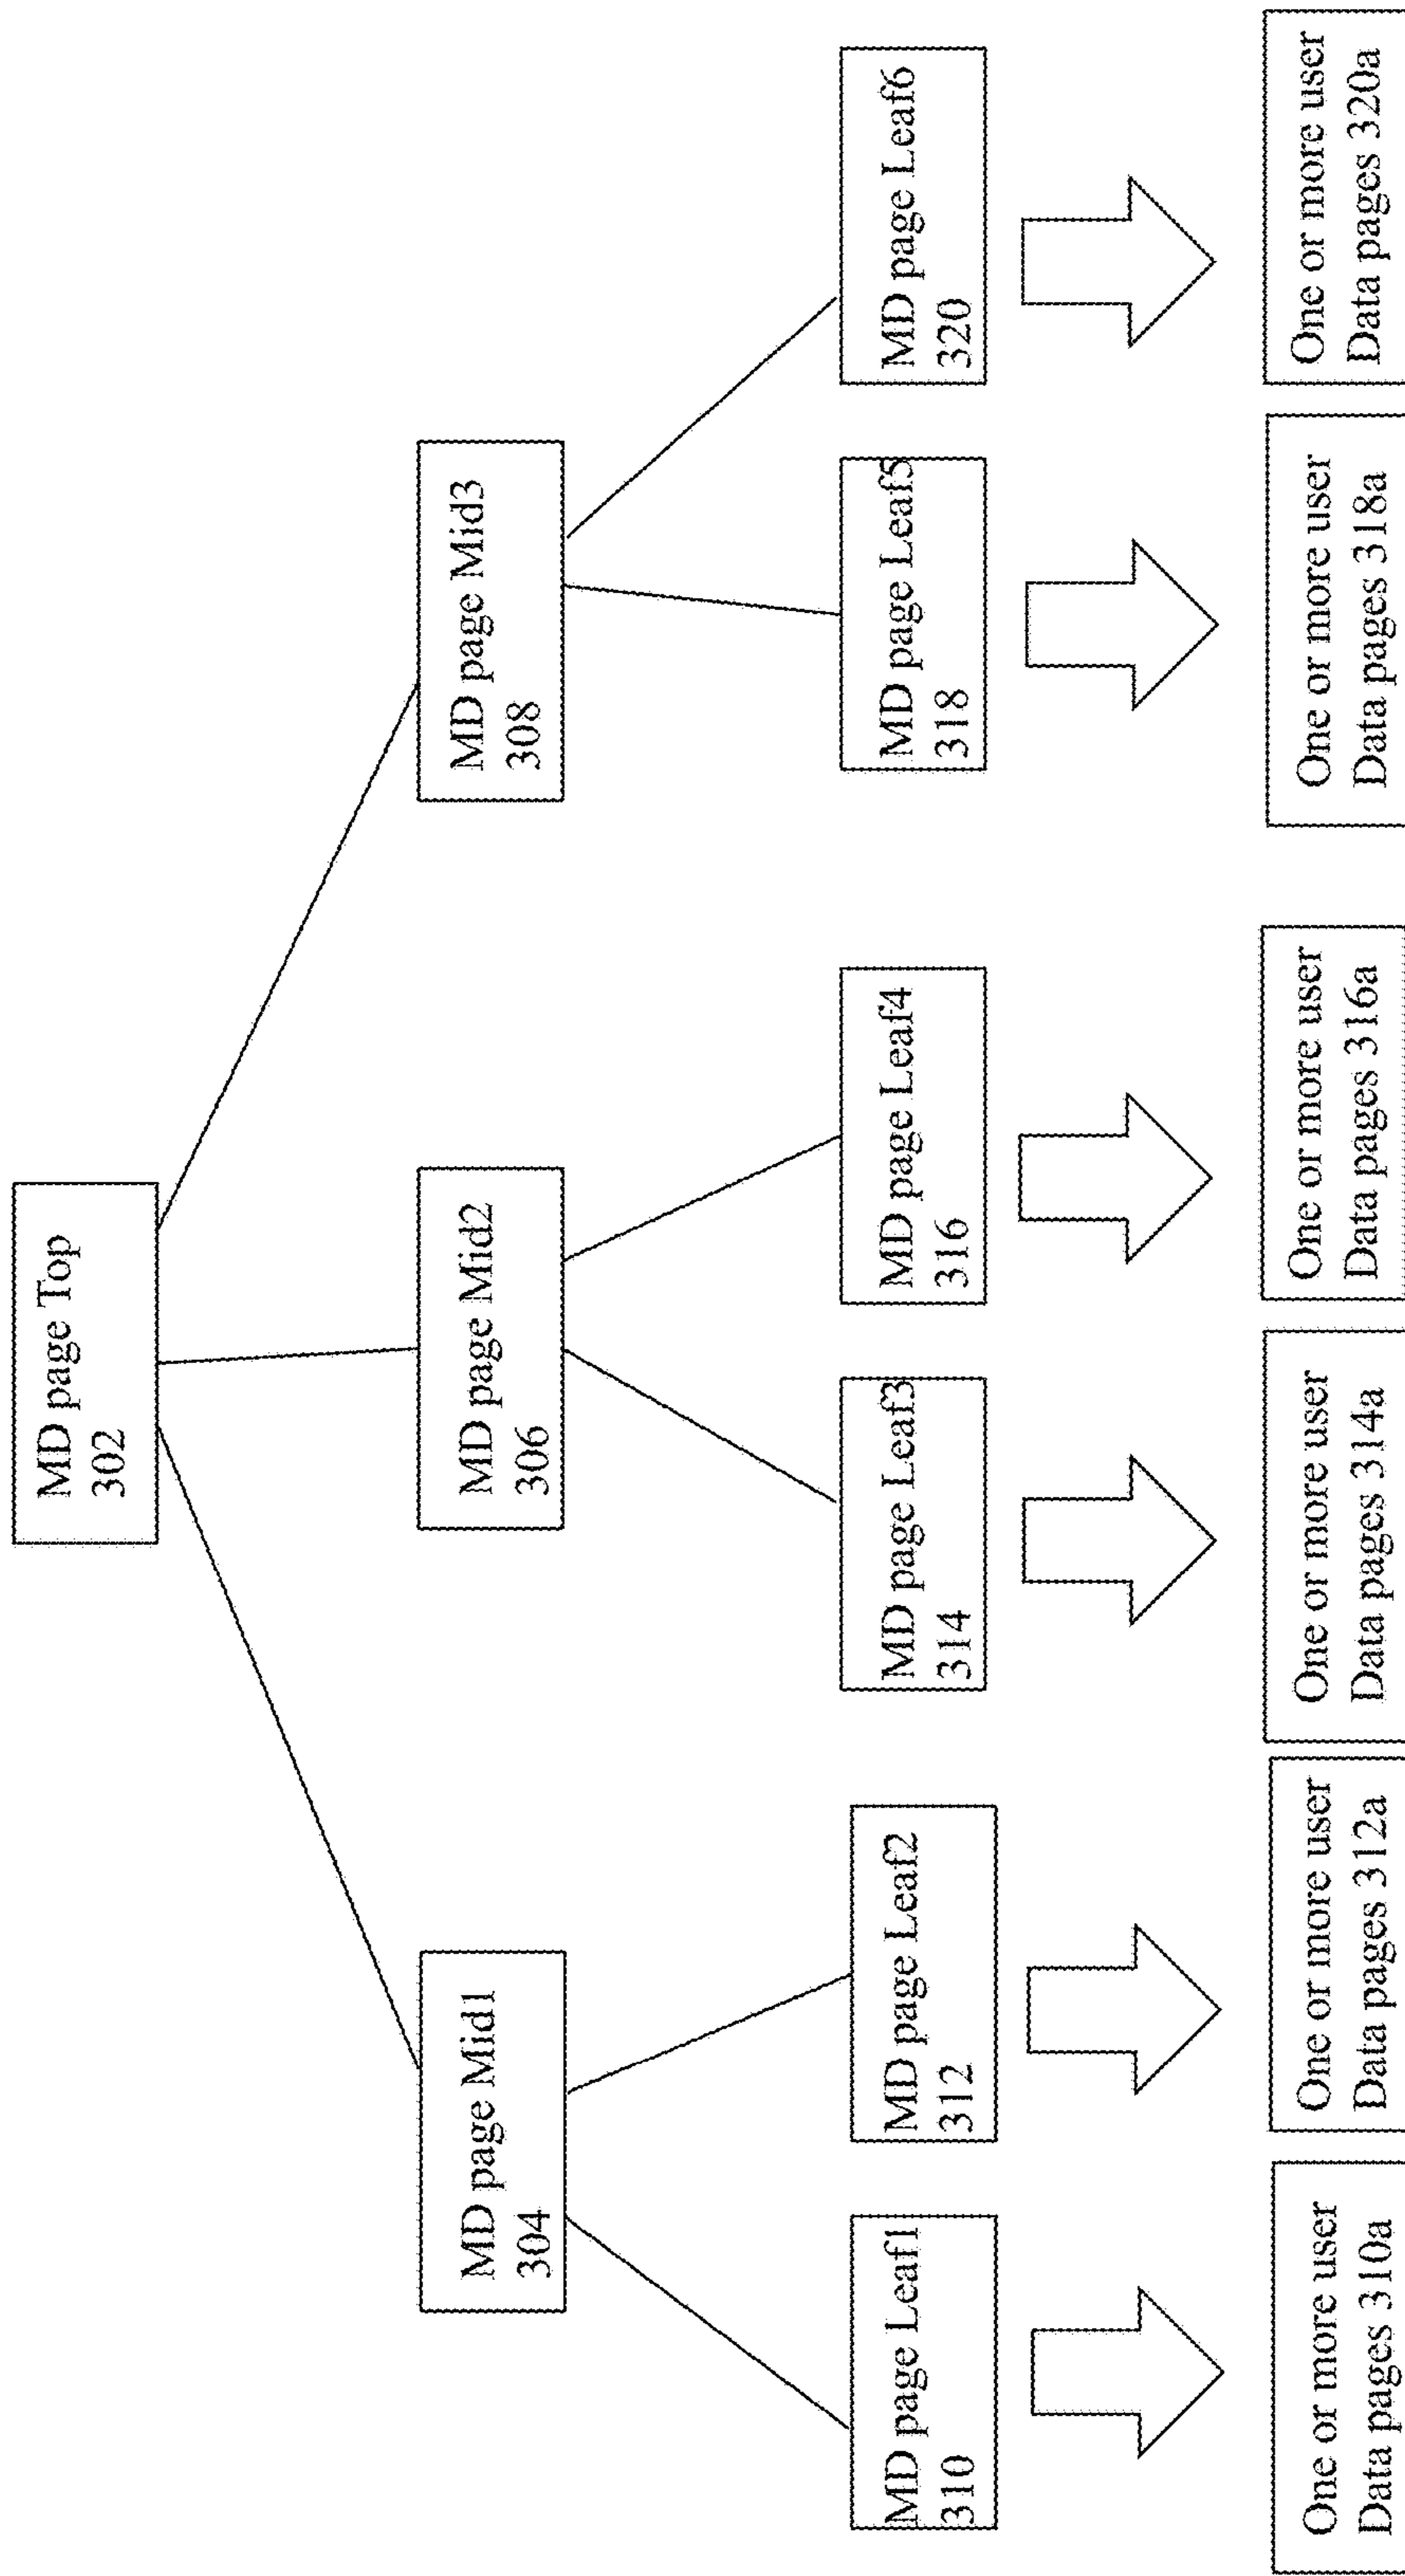 MD page Top
302
MD page Mid1
304
MD page Mid2
306
MD page Mid3
308
MD page Leaf1
310
MD page Leaf2
312
MD page Leaf3
314
MD page Leaf4
316
MD page Leaf5
318
MD page Leaf6
320
One or more user
Data pages 310a
One or more user
Data pages 312a
One or more user
Data pages 314a
One or more user
Data pages 316a
One or more user
Data pages 318a
One or more user
Data pages 320a